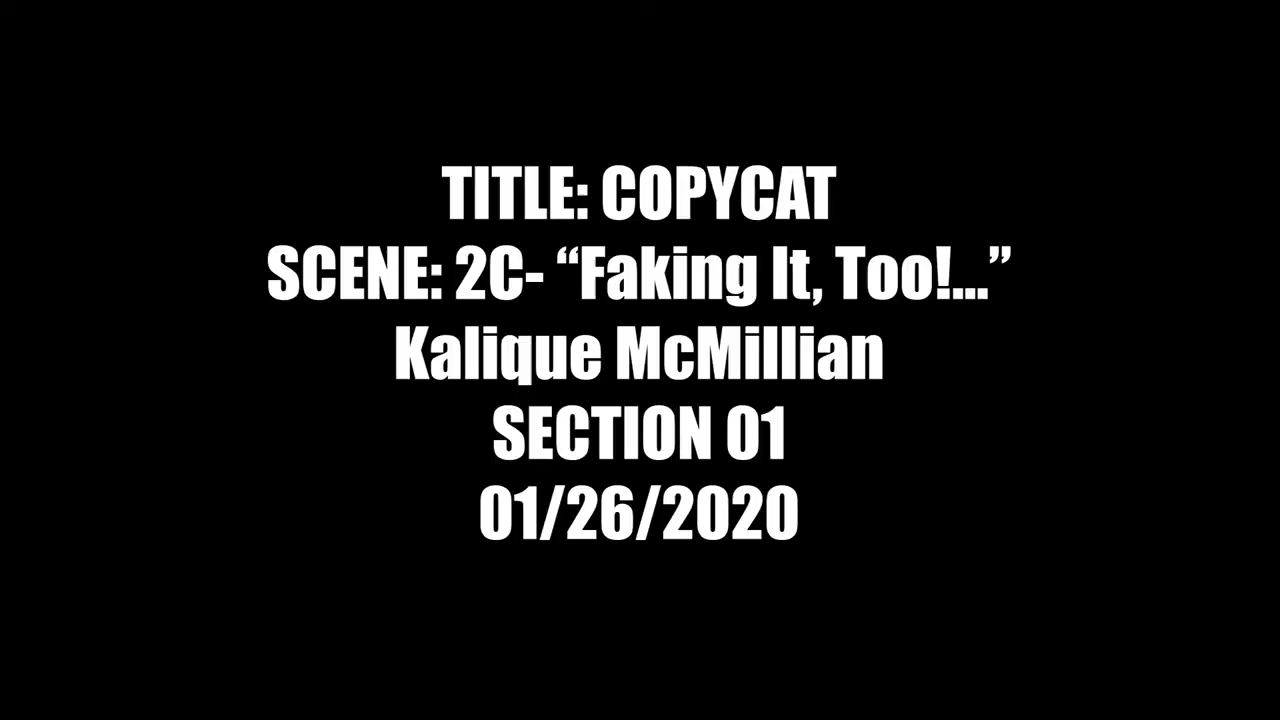 TITLE: COPYCAT
SCENE: 2C- “Faking It, Too!...”
Kalique McMillian
SECTION 01
01/26/2020